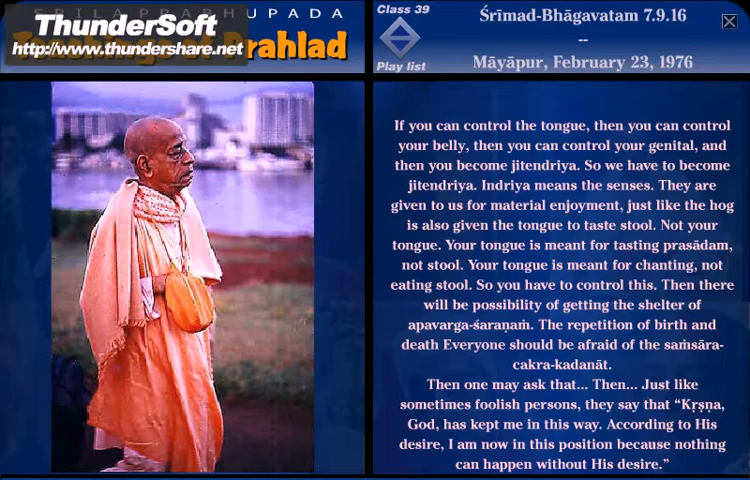 SRILA PRABHUPADA
ThunderSoft
http://www.thundershare.net
Prahlad
Class 39
Play list
Śrīmad-Bhāgavatam 7.9.16
--
Māyāpur, February 23, 1976
If you can control the tongue, then you can control
your belly, then you can control your genital, and
then you become jitendriya. So we have to become
jitendriya. Indriya means the senses. They are
given to us for material enjoyment, just like the hog
is also given the tongue to taste stool. Not your
tongue. Your tongue is meant for tasting prasādam,
not stool. Your tongue is meant for chanting, not
eating stool. So you have to control this. Then there
will be possibility of getting the shelter of
apavarga-śaraṇaṁ. The repetition of birth and
death Everyone should be afraid of the saṁsāra-
cakra-kadanāt.
Then one may ask that... Then... Just like
sometimes foolish persons, they say that “Kṛṣṇa,
God, has kept me in this way. According to His
desire, I am now in this position because nothing
can happen without His desire.”